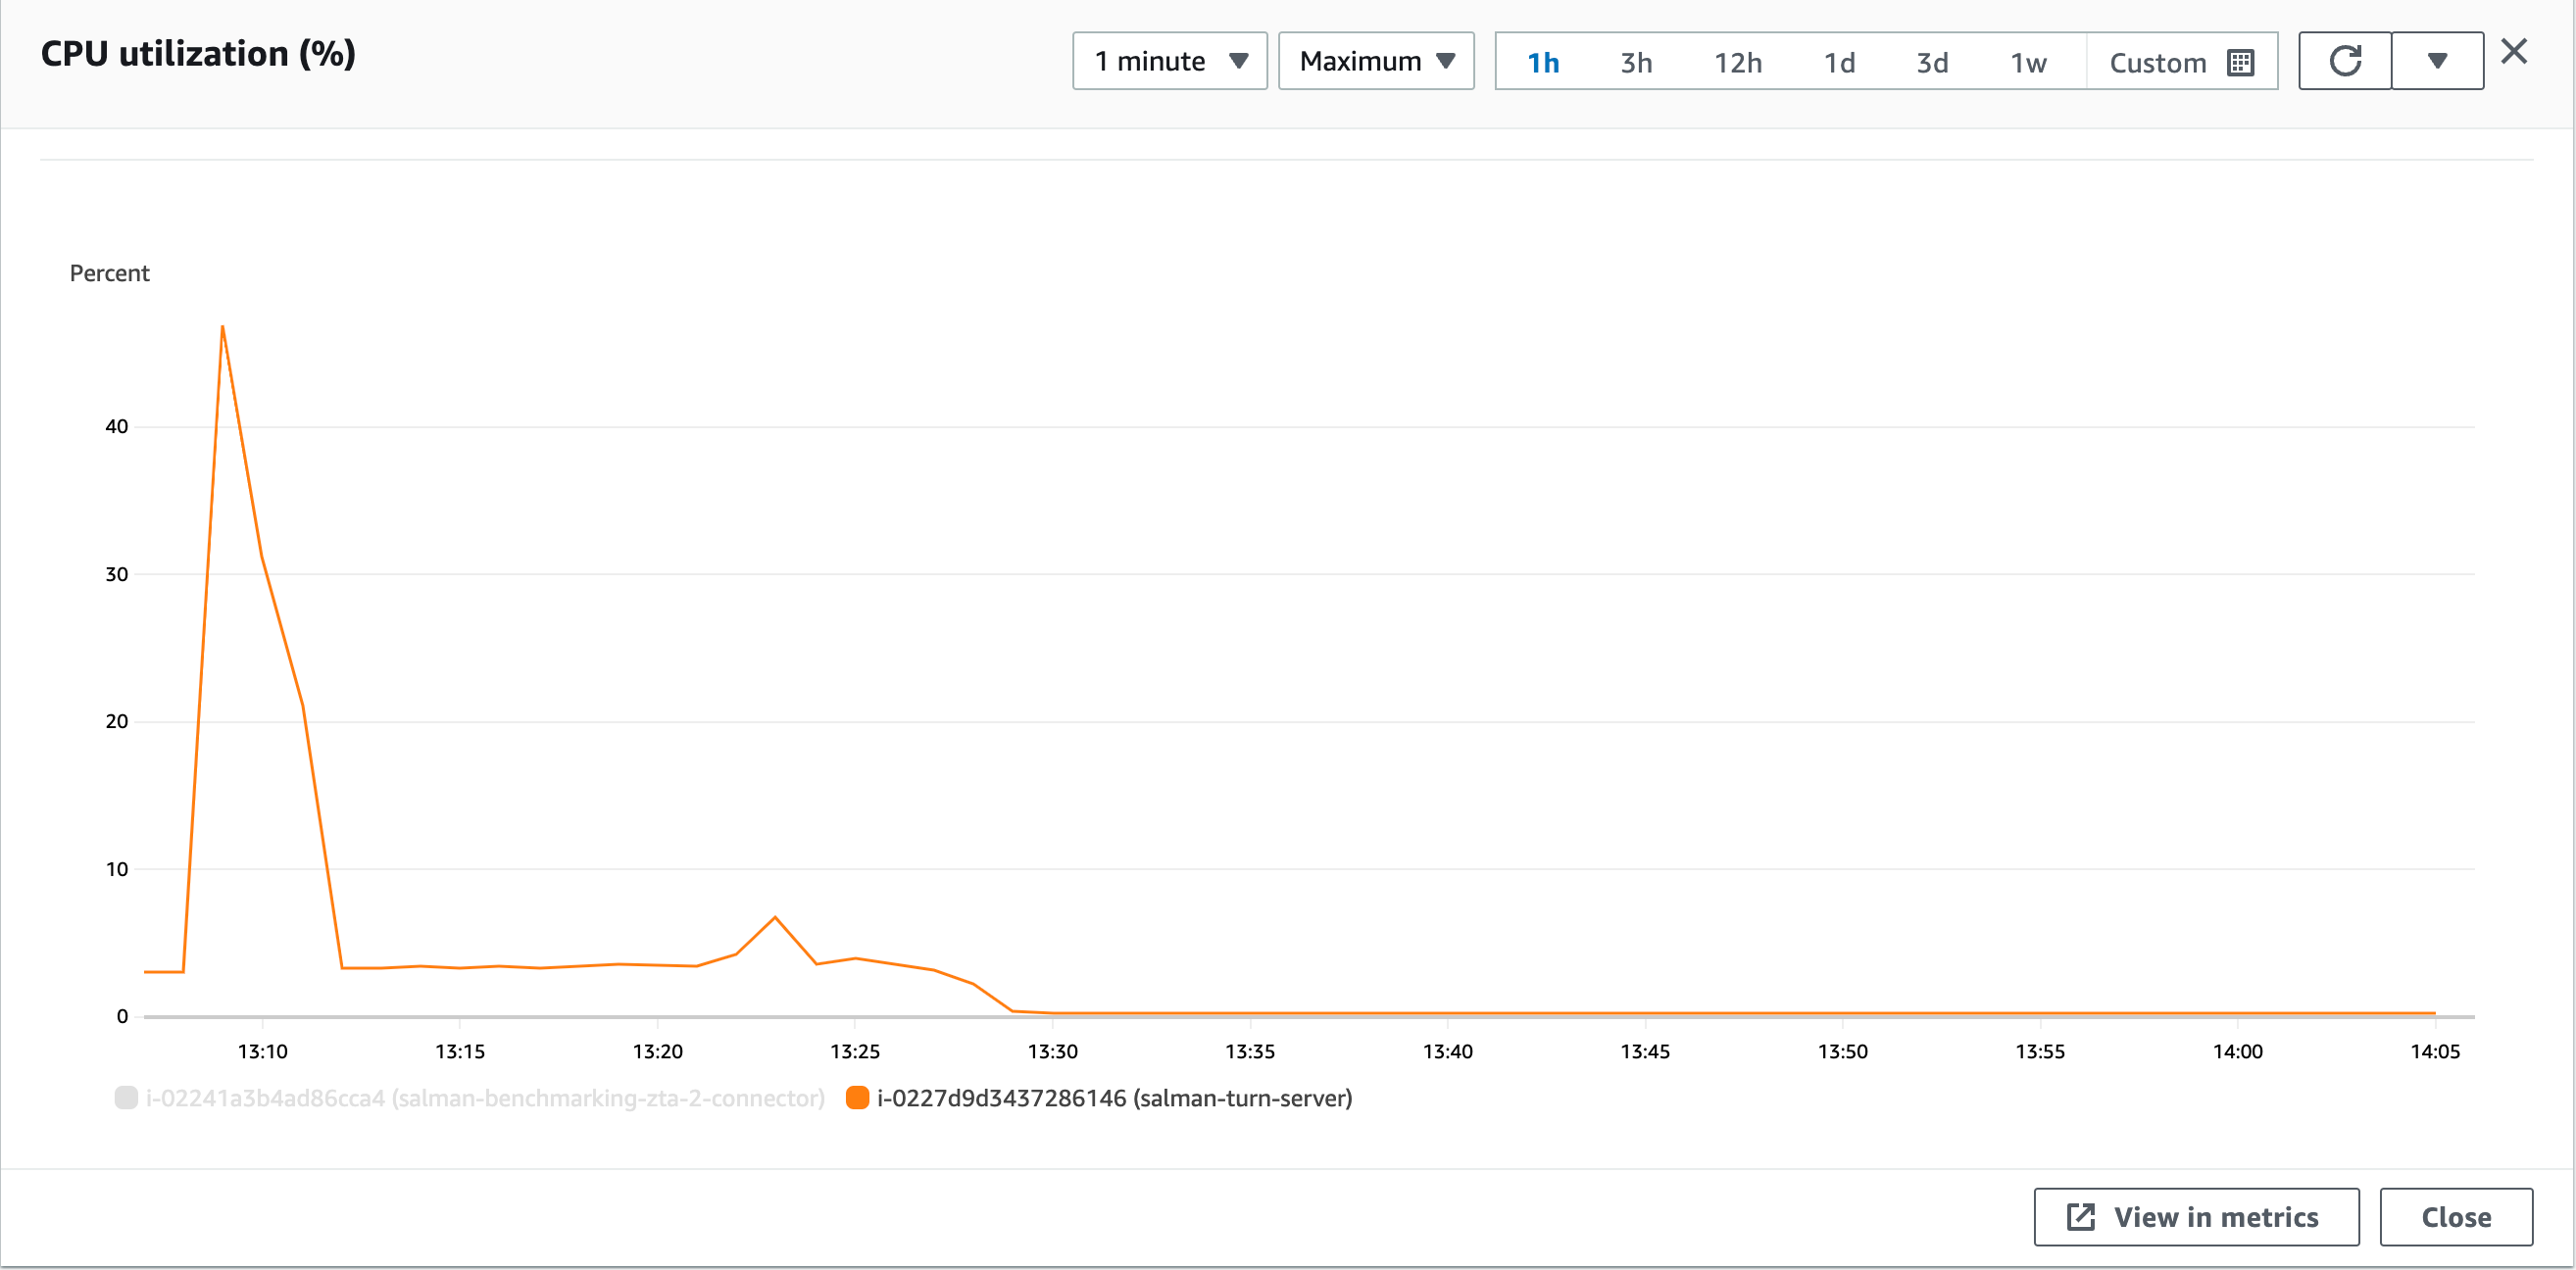 CPU utilization (%)
1 minute
Maximum
1h 3h 12h 1d 3d 1w Custom
Percent
40
30
20
10
0
13:10 13:15 13:20 13:25 13:30 13:35 13:40 13:45 13:50 13:55 14:00 14:05
i-02241a3b4ad86cca4 (salman-benchmarking-zta-2-connector) i-0227d9d3437286146 (salman-turn-server)
View in metrics
Close